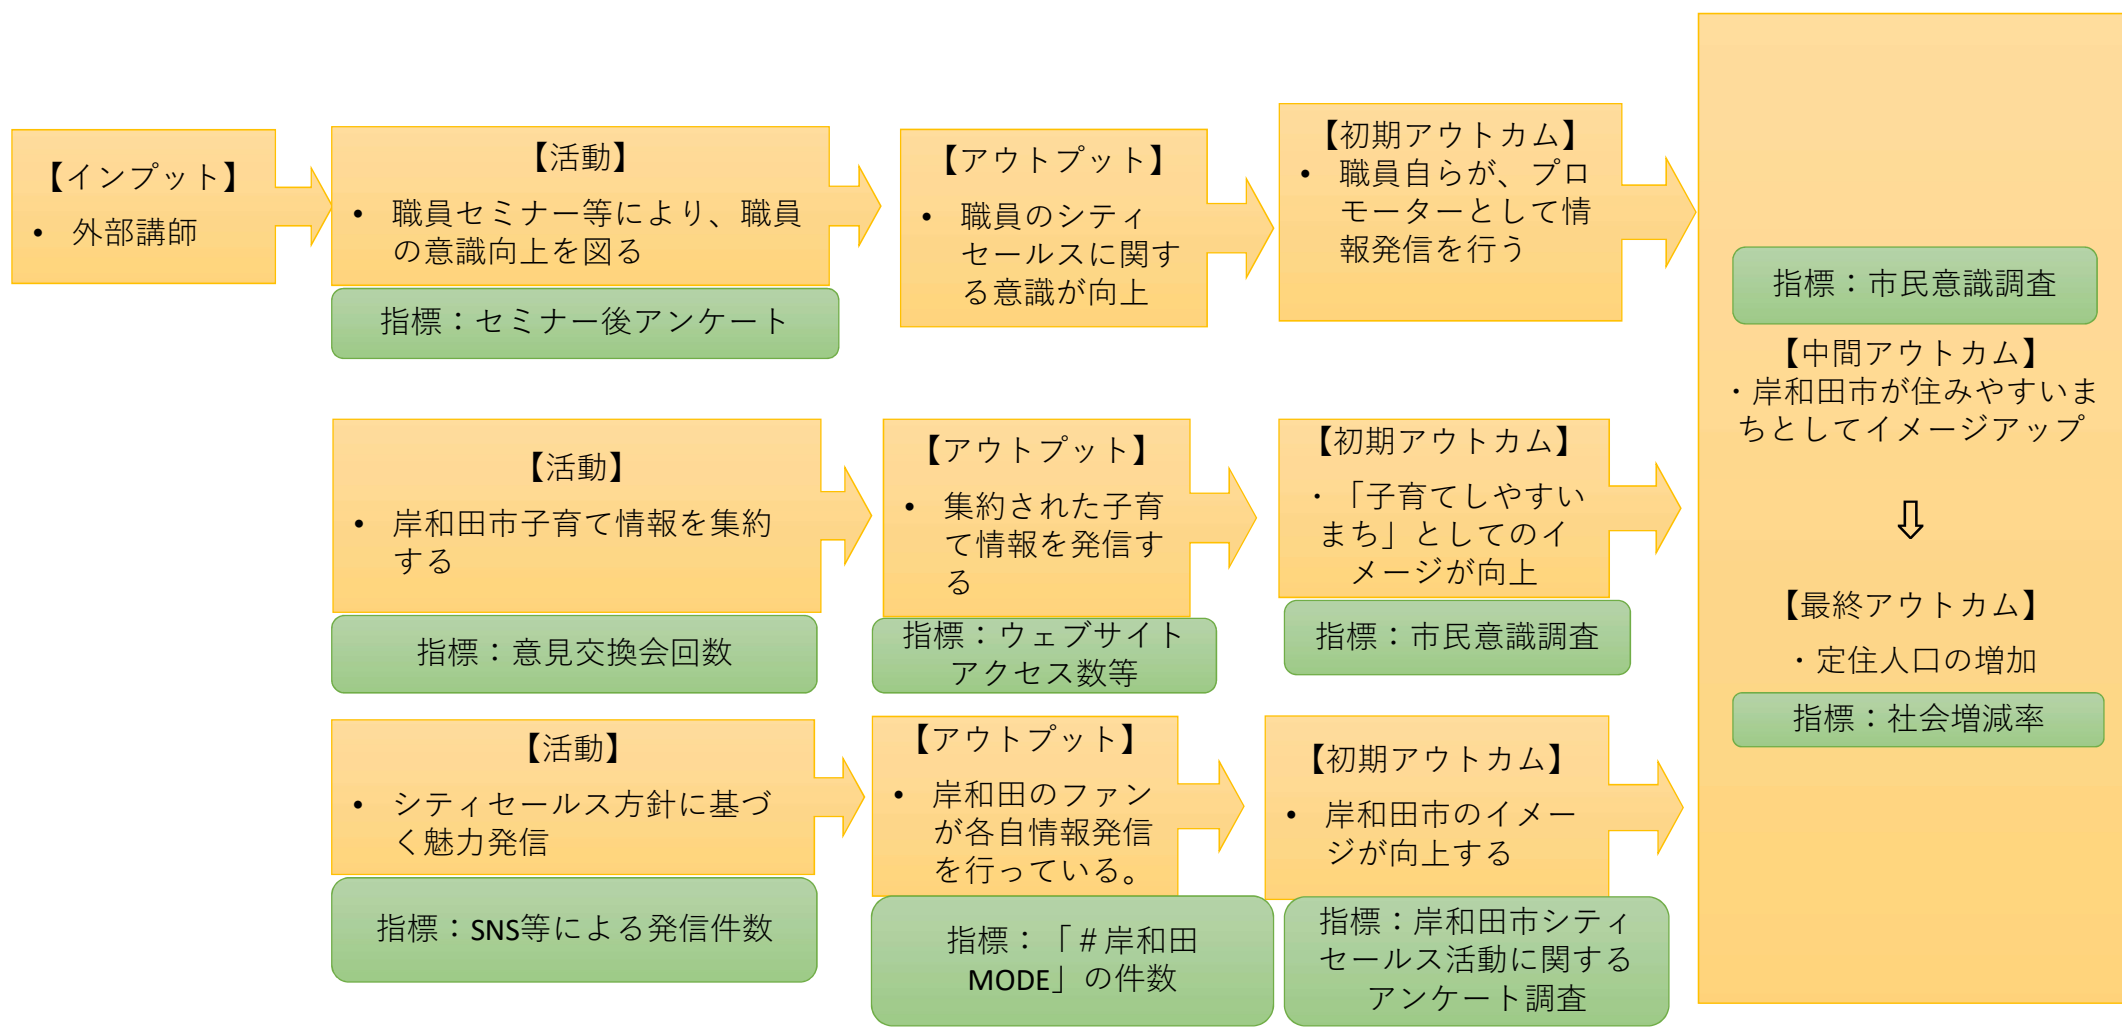 【インプット】
• 外部講師
【活動】
• 職員セミナー等により、職員
の意識向上を図る
指標：セミナー後アンケート
【アウトプット】
• 職員のシティ
セールスに関す
る意識が向上
【初期アウトカム】
• 職員自らが、プロ
モーターとして情
報発信を行う
【活動】
• 岸和田市子育て情報を集約
する
指標：意見交換会回数
【アウトプット】
• 集約された子育
て情報を発信す
る
指標：ウェブサイト
アクセス数等
【初期アウトカム】
・「子育てしやすい
まち」としてのイ
メージが向上
指標：市民意識調査
【活動】
• シティセールス方針に基づ
く魅力発信
指標：SNS等による発信件数
【アウトプット】
• 岸和田のファン
が各自情報発信
を行っている。
指標：「＃岸和田
MODE」の件数
【初期アウトカム】
• 岸和田市のイメー
ジが向上する
指標：岸和田市シティ
セールス活動に関する
アンケート調査
指標：市民意識調査
【中間アウトカム】
・岸和田市が住みやすいま
ちとしてイメージアップ
⇩
【最終アウトカム】
・定住人口の増加
指標：社会増減率